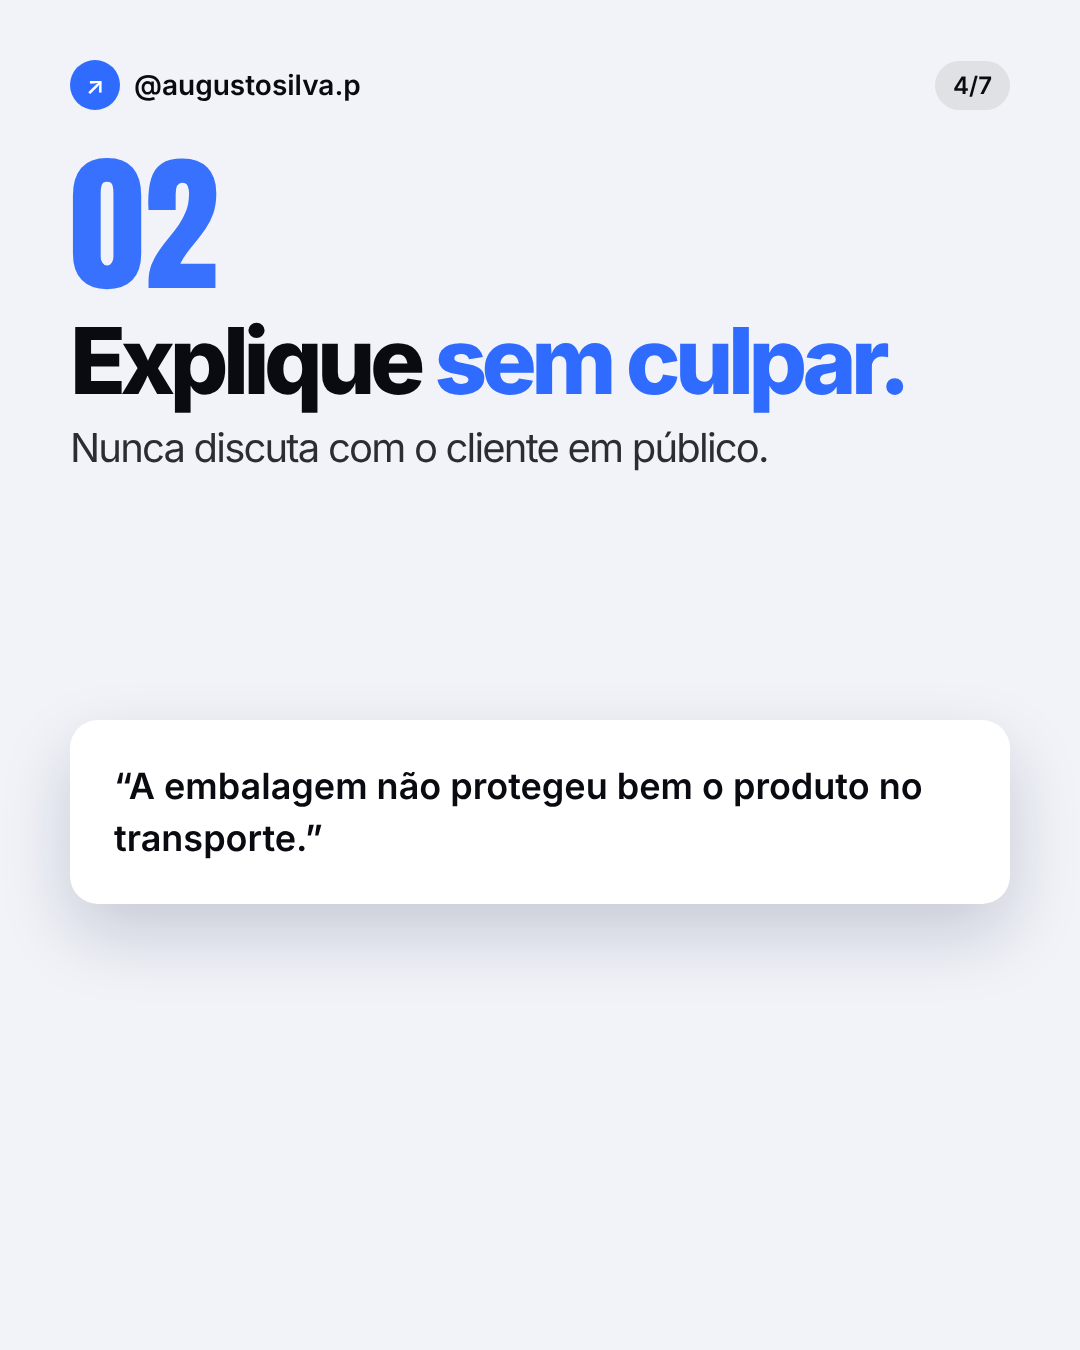 @augustosilva.p
4/7
02
Explique sem culpar.
Nunca discuta com o cliente em público.
“A embalagem não protegeu bem o produto no
transporte.”